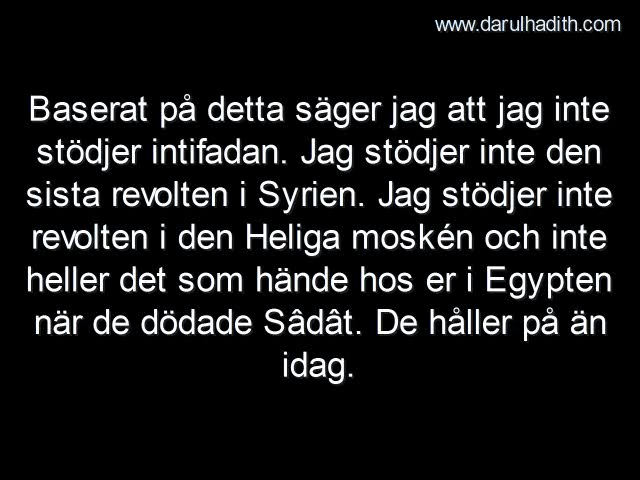 www.darulhadith.com
Baserat på detta säger jag att jag inte
stödjer intifadan. Jag stödjer inte den
sista revolten i Syrien. Jag stödjer inte
revolten i den Heliga moskén och inte
heller det som hände hos er i Egypten
när de dödade Sâdât. De håller på än
idag.